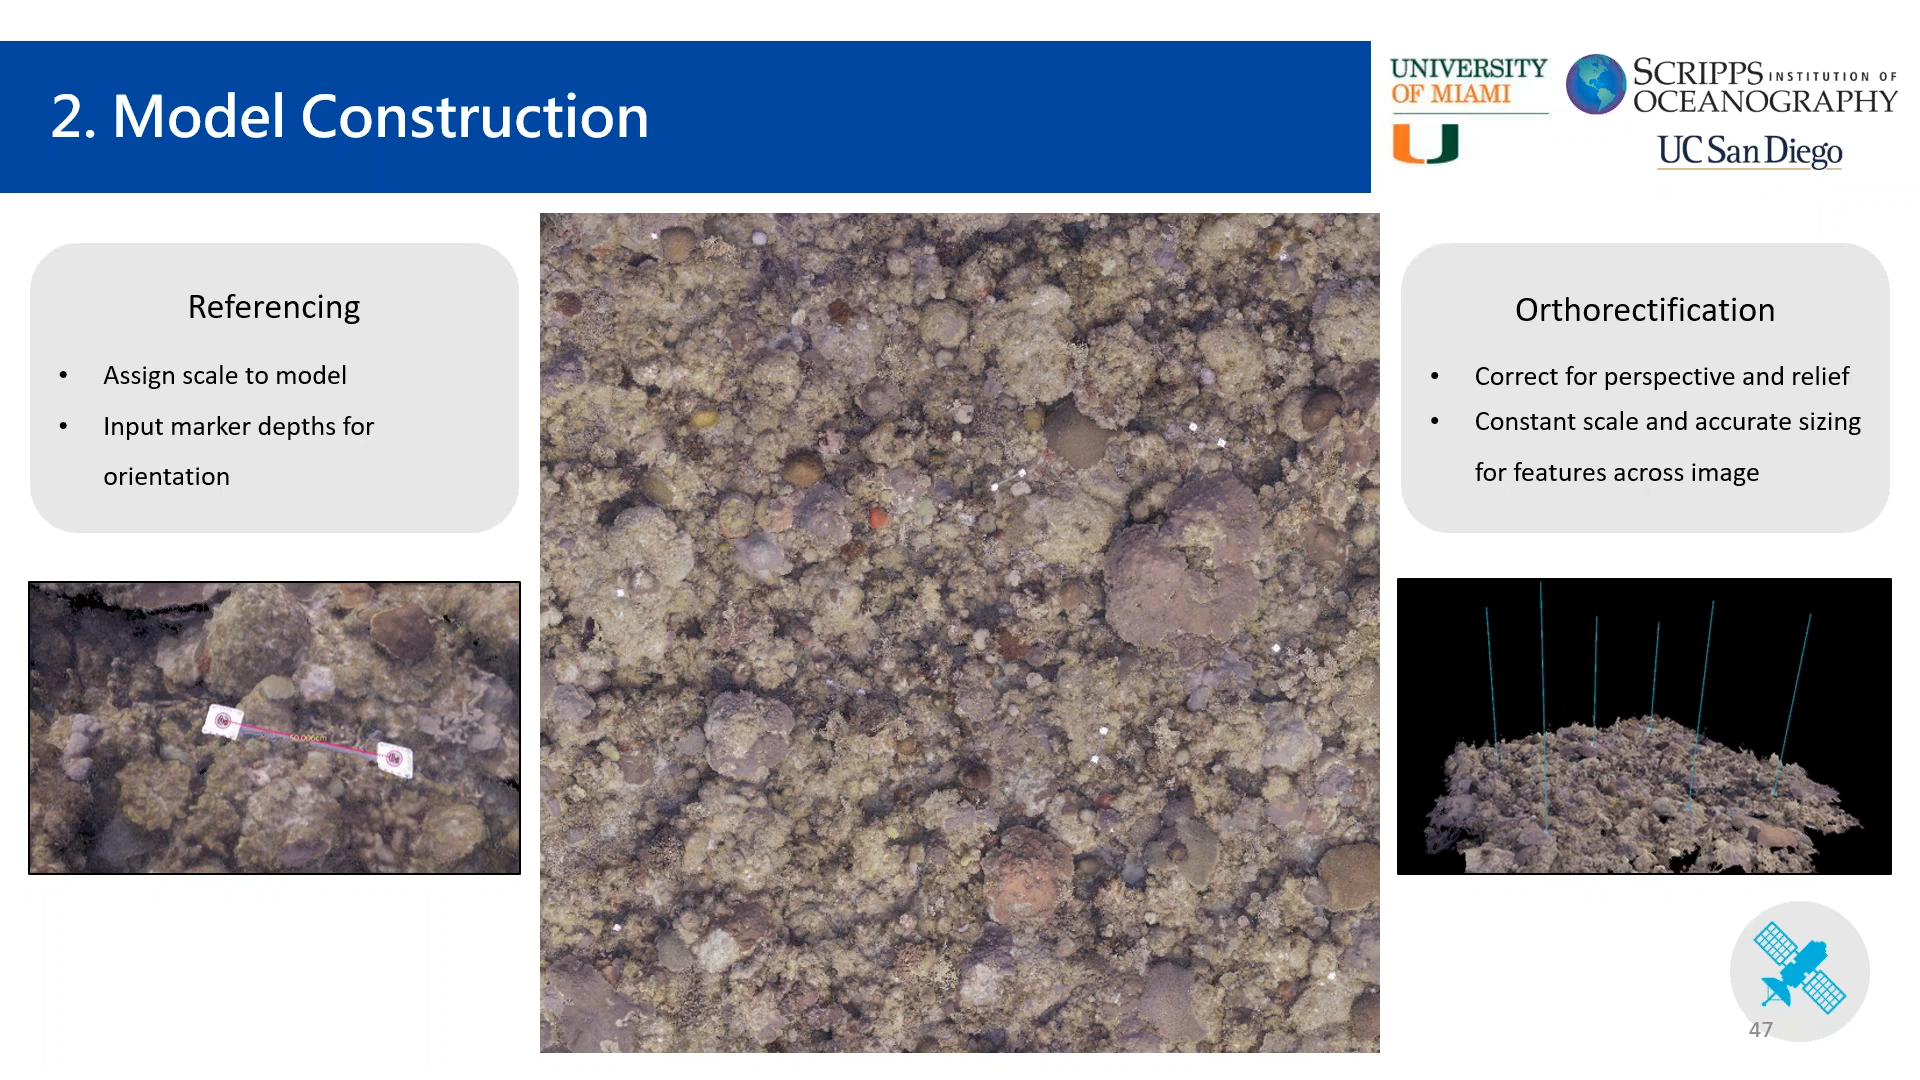 2. Model Construction
UNIVERSITY
OF MIAMI
SCRIPPS INSTITUTION OF
OCEANOGRAPHY
UC San Diego
Referencing
• Assign scale to model
• Input marker depths for
orientation
Orthorectification
• Correct for perspective and relief
• Constant scale and accurate sizing
for features across image
47